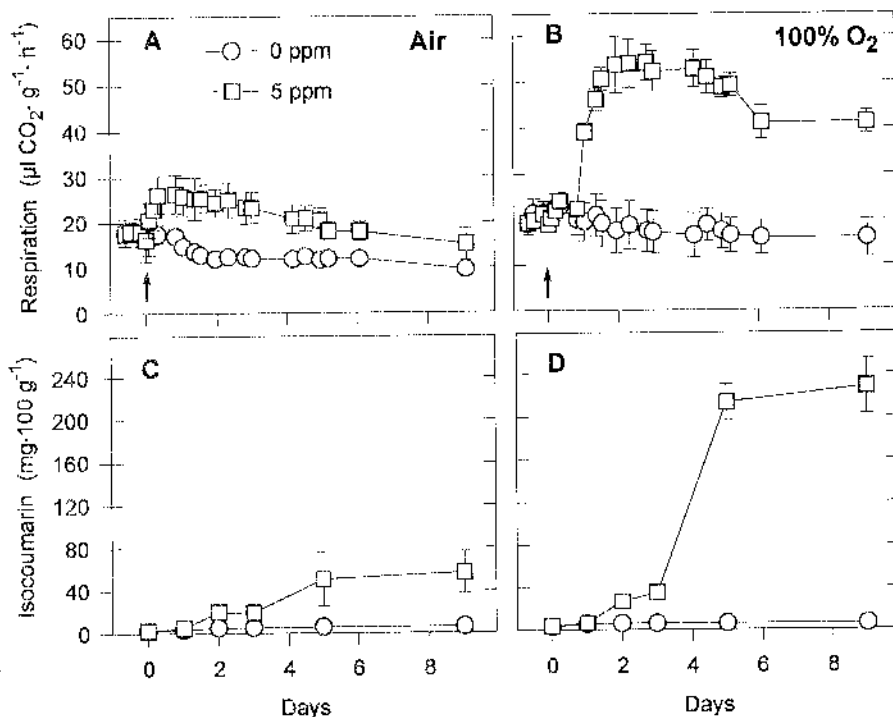 A
0 ppm
5 ppm
Air
B
100% O₂
Respiration (µl CO₂· g⁻¹· h⁻¹)
60
50
40
30
20
10
0
C
D
Isocoumarin (mg·100 g⁻¹)
240
200
160
120
80
40
0
0 2 4 6 8
0 2 4 6 8
Days
Days